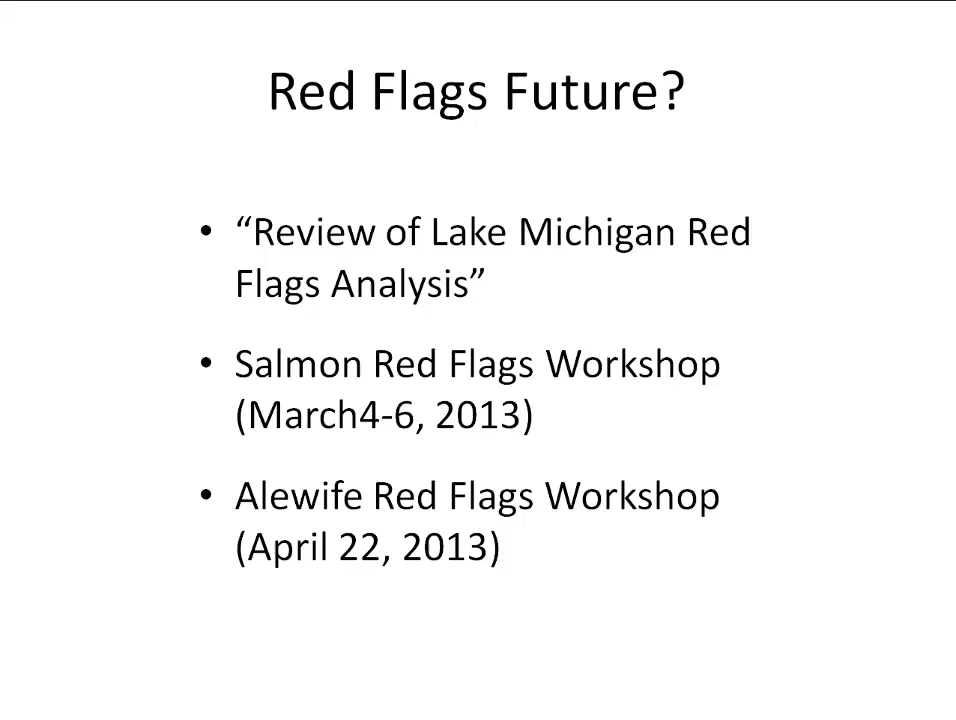 Red Flags Future?
• “Review of Lake Michigan Red
Flags Analysis”
• Salmon Red Flags Workshop
(March4-6, 2013)
• Alewife Red Flags Workshop
(April 22, 2013)